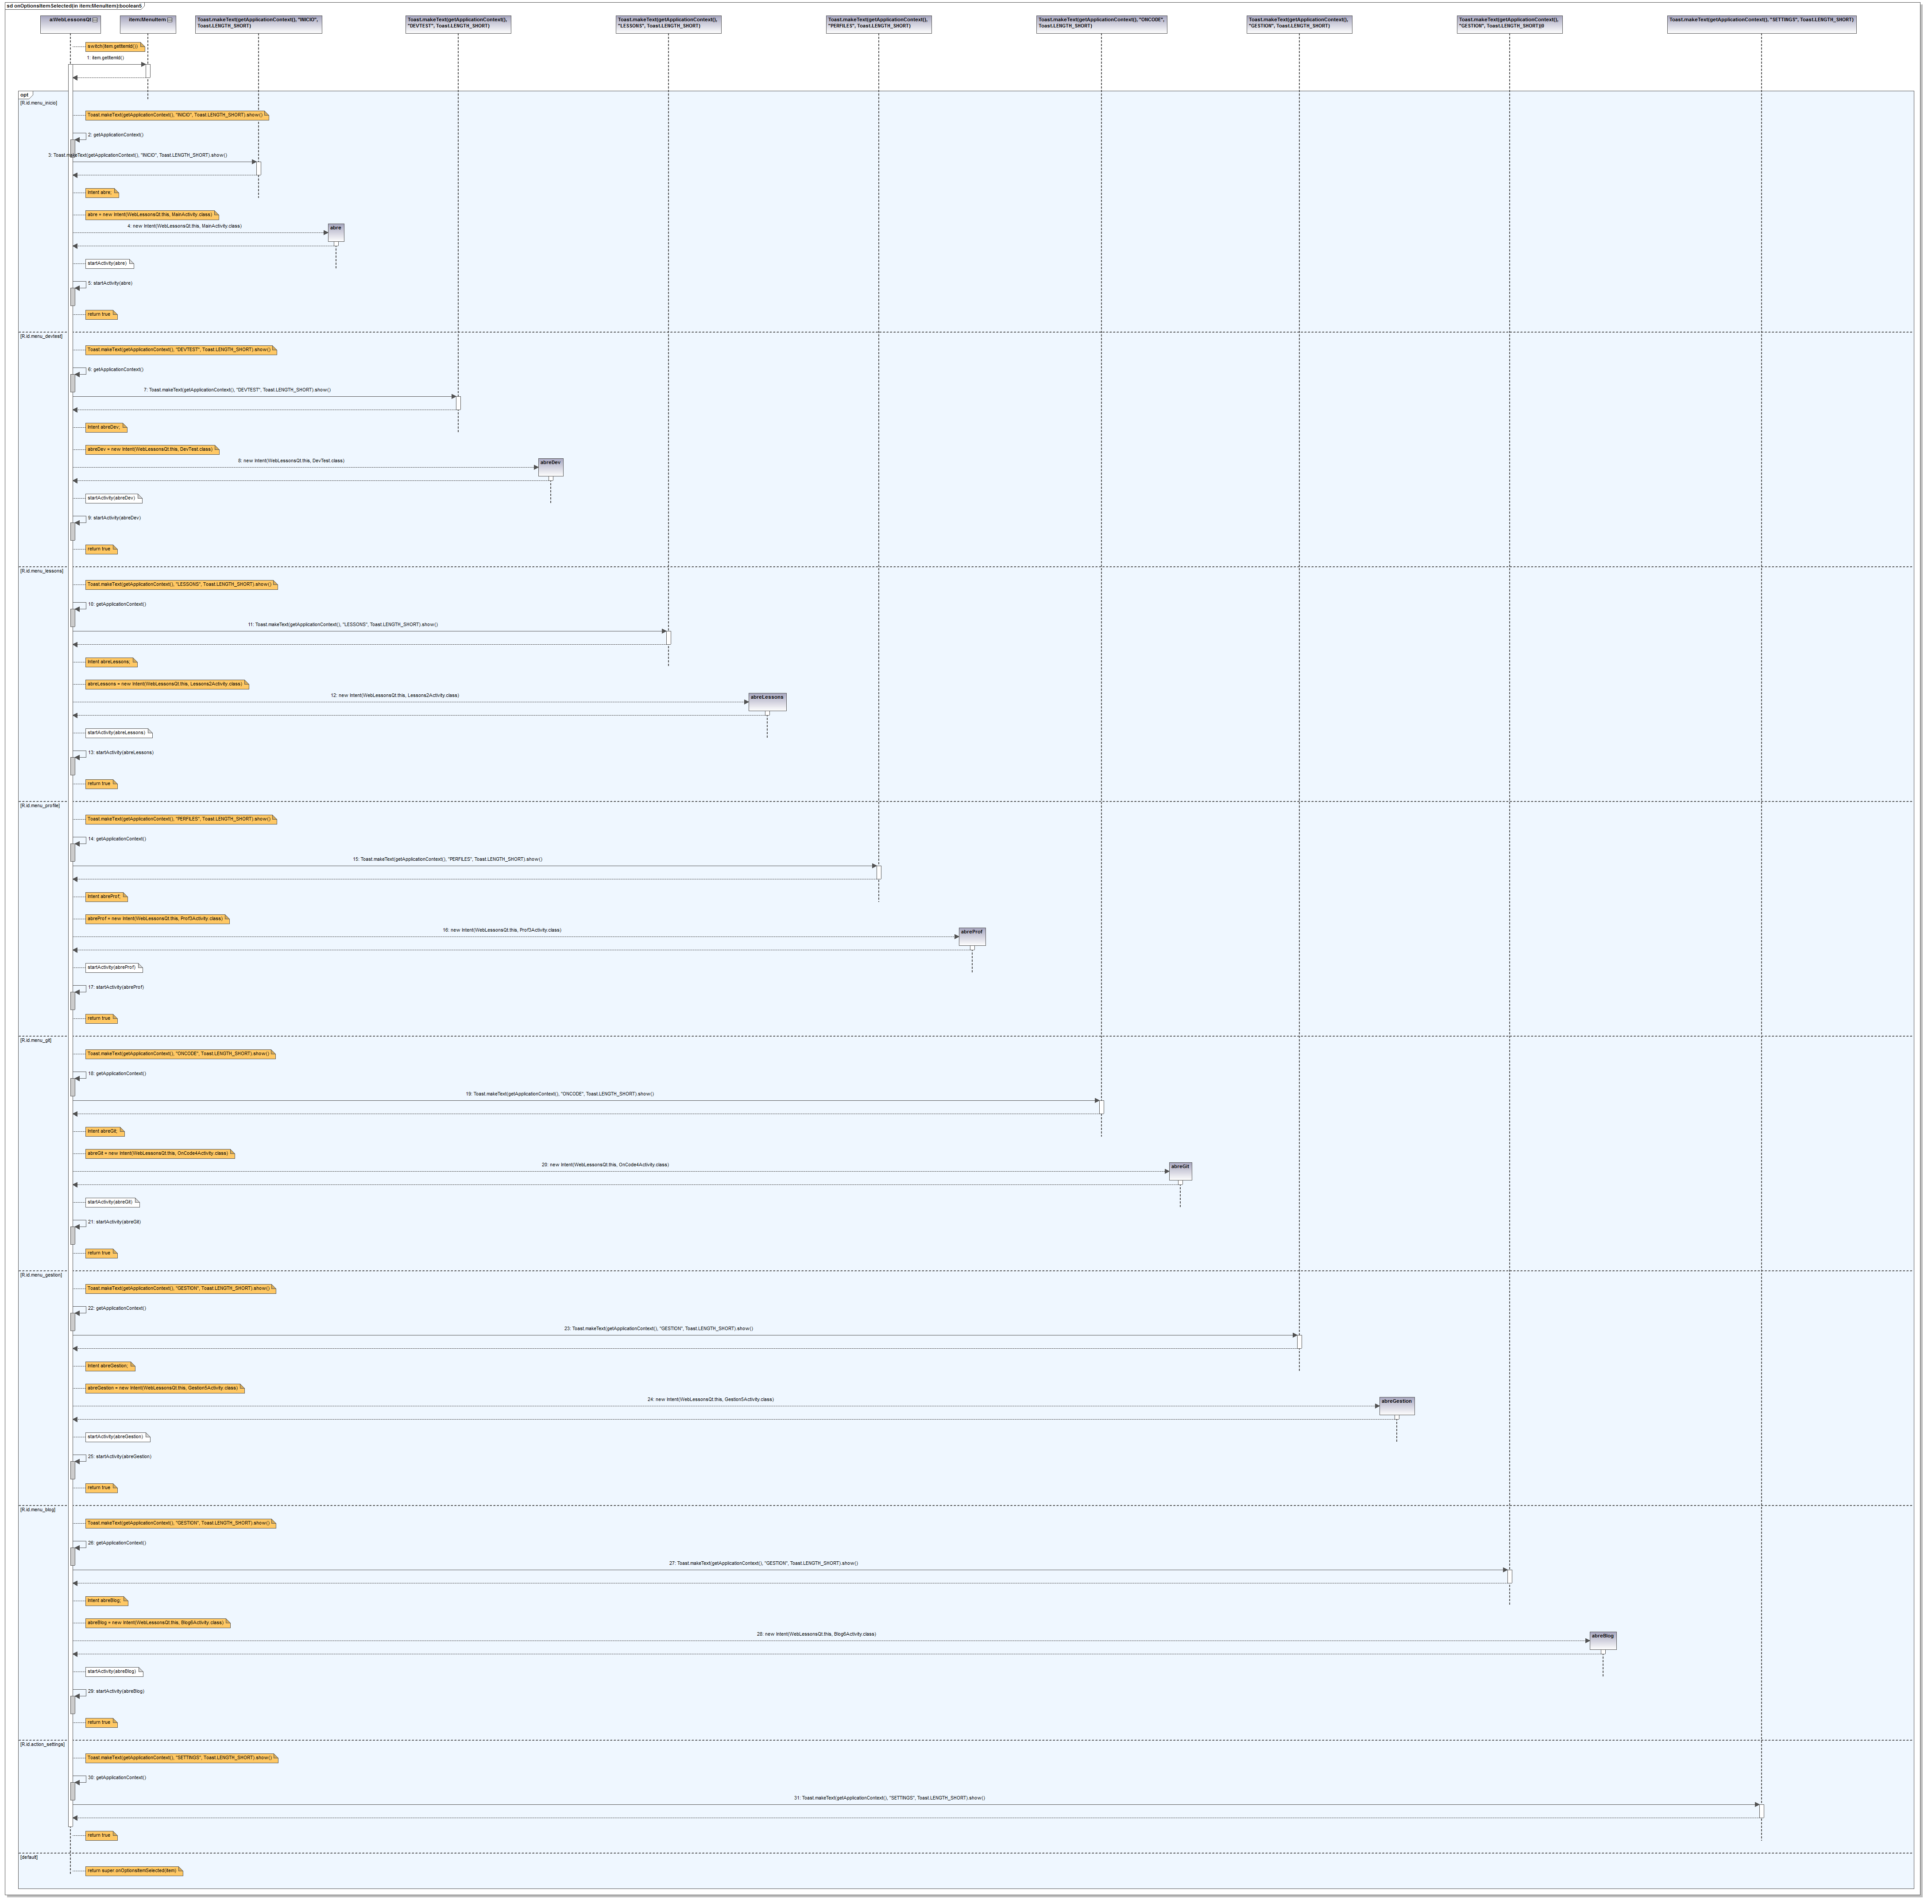 sd onOptionsItemSelected(in item:MenuItem):boolean5
a:WebLessonsQt
item:MenuItem
Toast.makeText(getApplicationContext(), "INICIO",
Toast.LENGTH_SHORT)
Toast.makeText(getApplicationContext(),
"DEVTEST", Toast.LENGTH_SHORT)
Toast.makeText(getApplicationContext(),
"LESSONS", Toast.LENGTH_SHORT)
Toast.makeText(getApplicationContext(),
"PERFILES", Toast.LENGTH_SHORT)
Toast.makeText(getApplicationContext(), "ONCODE",
Toast.LENGTH_SHORT)
Toast.makeText(getApplicationContext(),
"GESTION", Toast.LENGTH_SHORT)
Toast.makeText(getApplicationContext(),
"GESTION", Toast.LENGTH_SHORT)8
Toast.makeText(getApplicationContext(), "SETTINGS", Toast.LENGTH_SHORT)
switch(item.getItemId())
1: item.getItemId()
opt
[R.id.menu_inicio]
Toast.makeText(getApplicationContext(), "INICIO", Toast.LENGTH_SHORT).show()
2: getApplicationContext()
3: Toast.makeText(getApplicationContext(), "INICIO", Toast.LENGTH_SHORT).show()
Intent abre;
abre = new Intent(WebLessonsQt.this, MainActivity.class)
4: new Intent(WebLessonsQt.this, MainActivity.class)
abre
startActivity(abre)
5: startActivity(abre)
return true
[R.id.menu_devtest]
Toast.makeText(getApplicationContext(), "DEVTEST", Toast.LENGTH_SHORT).show()
6: getApplicationContext()
7: Toast.makeText(getApplicationContext(), "DEVTEST", Toast.LENGTH_SHORT).show()
Intent abreDev;
abreDev = new Intent(WebLessonsQt.this, DevTest.class)
8: new Intent(WebLessonsQt.this, DevTest.class)
abreDev
startActivity(abreDev)
9: startActivity(abreDev)
return true
[R.id.menu_lessons]
Toast.makeText(getApplicationContext(), "LESSONS", Toast.LENGTH_SHORT).show()
10: getApplicationContext()
11: Toast.makeText(getApplicationContext(), "LESSONS", Toast.LENGTH_SHORT).show()
Intent abreLessons;
abreLessons = new Intent(WebLessonsQt.this, Lessons2Activity.class)
12: new Intent(WebLessonsQt.this, Lessons2Activity.class)
abreLessons
startActivity(abreLessons)
13: startActivity(abreLessons)
return true
[R.id.menu_profile]
Toast.makeText(getApplicationContext(), "PERFILES", Toast.LENGTH_SHORT).show()
14: getApplicationContext()
15: Toast.makeText(getApplicationContext(), "PERFILES", Toast.LENGTH_SHORT).show()
Intent abreProf;
abreProf = new Intent(WebLessonsQt.this, Prof3Activity.class)
16: new Intent(WebLessonsQt.this, Prof3Activity.class)
abreProf
startActivity(abreProf)
17: startActivity(abreProf)
return true
[R.id.menu_git]
Toast.makeText(getApplicationContext(), "ONCODE", Toast.LENGTH_SHORT).show()
18: getApplicationContext()
19: Toast.makeText(getApplicationContext(), "ONCODE", Toast.LENGTH_SHORT).show()
Intent abreGit;
abreGit = new Intent(WebLessonsQt.this, OnCode4Activity.class)
20: new Intent(WebLessonsQt.this, OnCode4Activity.class)
abreGit
startActivity(abreGit)
21: startActivity(abreGit)
return true
[R.id.menu_gestion]
Toast.makeText(getApplicationContext(), "GESTION", Toast.LENGTH_SHORT).show()
22: getApplicationContext()
23: Toast.makeText(getApplicationContext(), "GESTION", Toast.LENGTH_SHORT).show()
Intent abreGestion;
abreGestion = new Intent(WebLessonsQt.this, Gestion5Activity.class)
24: new Intent(WebLessonsQt.this, Gestion5Activity.class)
abreGestion
startActivity(abreGestion)
25: startActivity(abreGestion)
return true
[R.id.menu_blog]
Toast.makeText(getApplicationContext(), "GESTION", Toast.LENGTH_SHORT).show()
26: getApplicationContext()
27: Toast.makeText(getApplicationContext(), "GESTION", Toast.LENGTH_SHORT).show()
Intent abreBlog;
abreBlog = new Intent(WebLessonsQt.this, Blog6Activity.class)
28: new Intent(WebLessonsQt.this, Blog6Activity.class)
abreBlog
startActivity(abreBlog)
29: startActivity(abreBlog)
return true
[R.id.action_settings]
Toast.makeText(getApplicationContext(), "SETTINGS", Toast.LENGTH_SHORT).show()
30: getApplicationContext()
31: Toast.makeText(getApplicationContext(), "SETTINGS", Toast.LENGTH_SHORT).show()
return true
[default]
return super.onOptionsItemSelected(item)